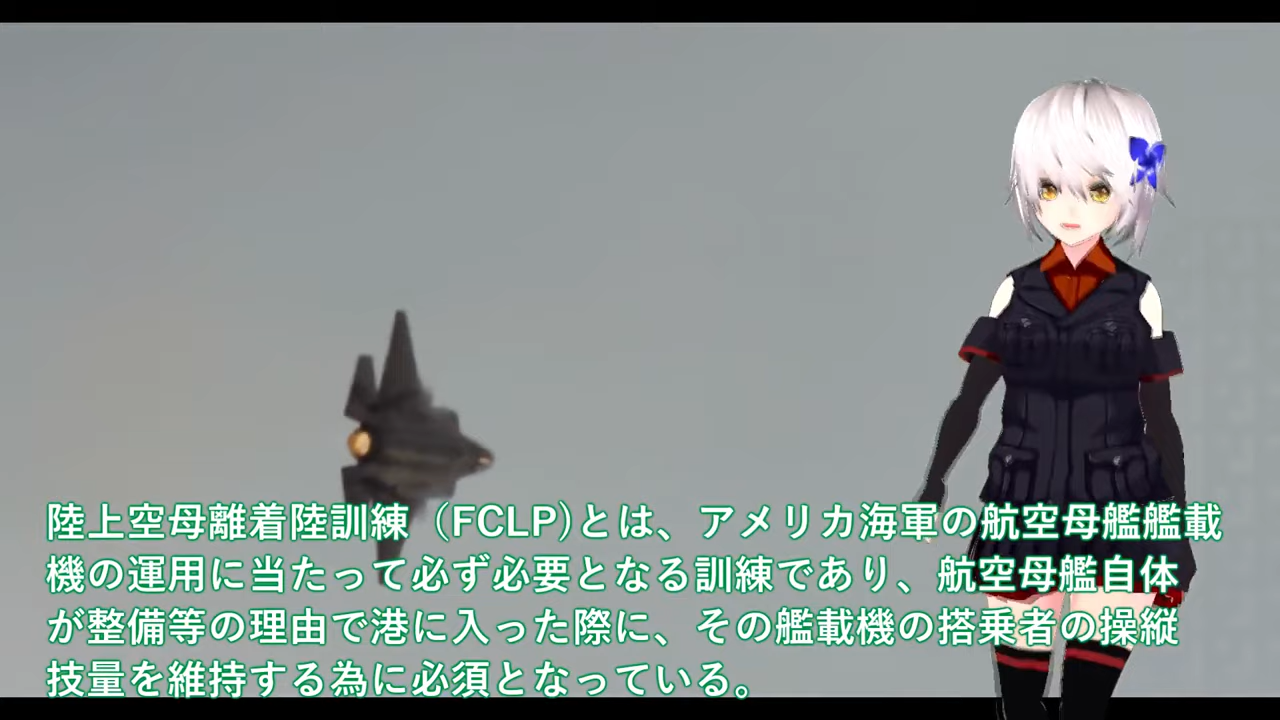 陸上空母離着陸訓練（FCLP)とは、アメリカ海軍の航空母艦艦載
機の運用に当たって必ず必要となる訓練であり、航空母艦自体
が整備等の理由で港に入った際に、その艦載機の搭乗者の操縦
技量を維持する為に必須となっている。